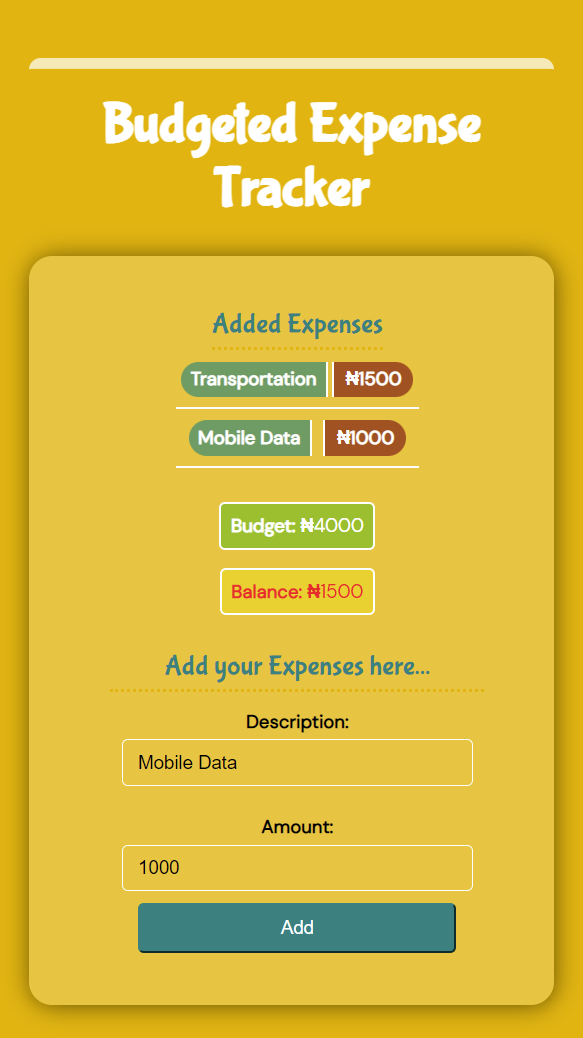 Budgeted Expense
Tracker
Added Expenses
Transportation ₦1500
Mobile Data ₦1000
Budget: ₦4000
Balance: ₦1500
Add your Expenses here...
Description:
Mobile Data
Amount:
1000
Add